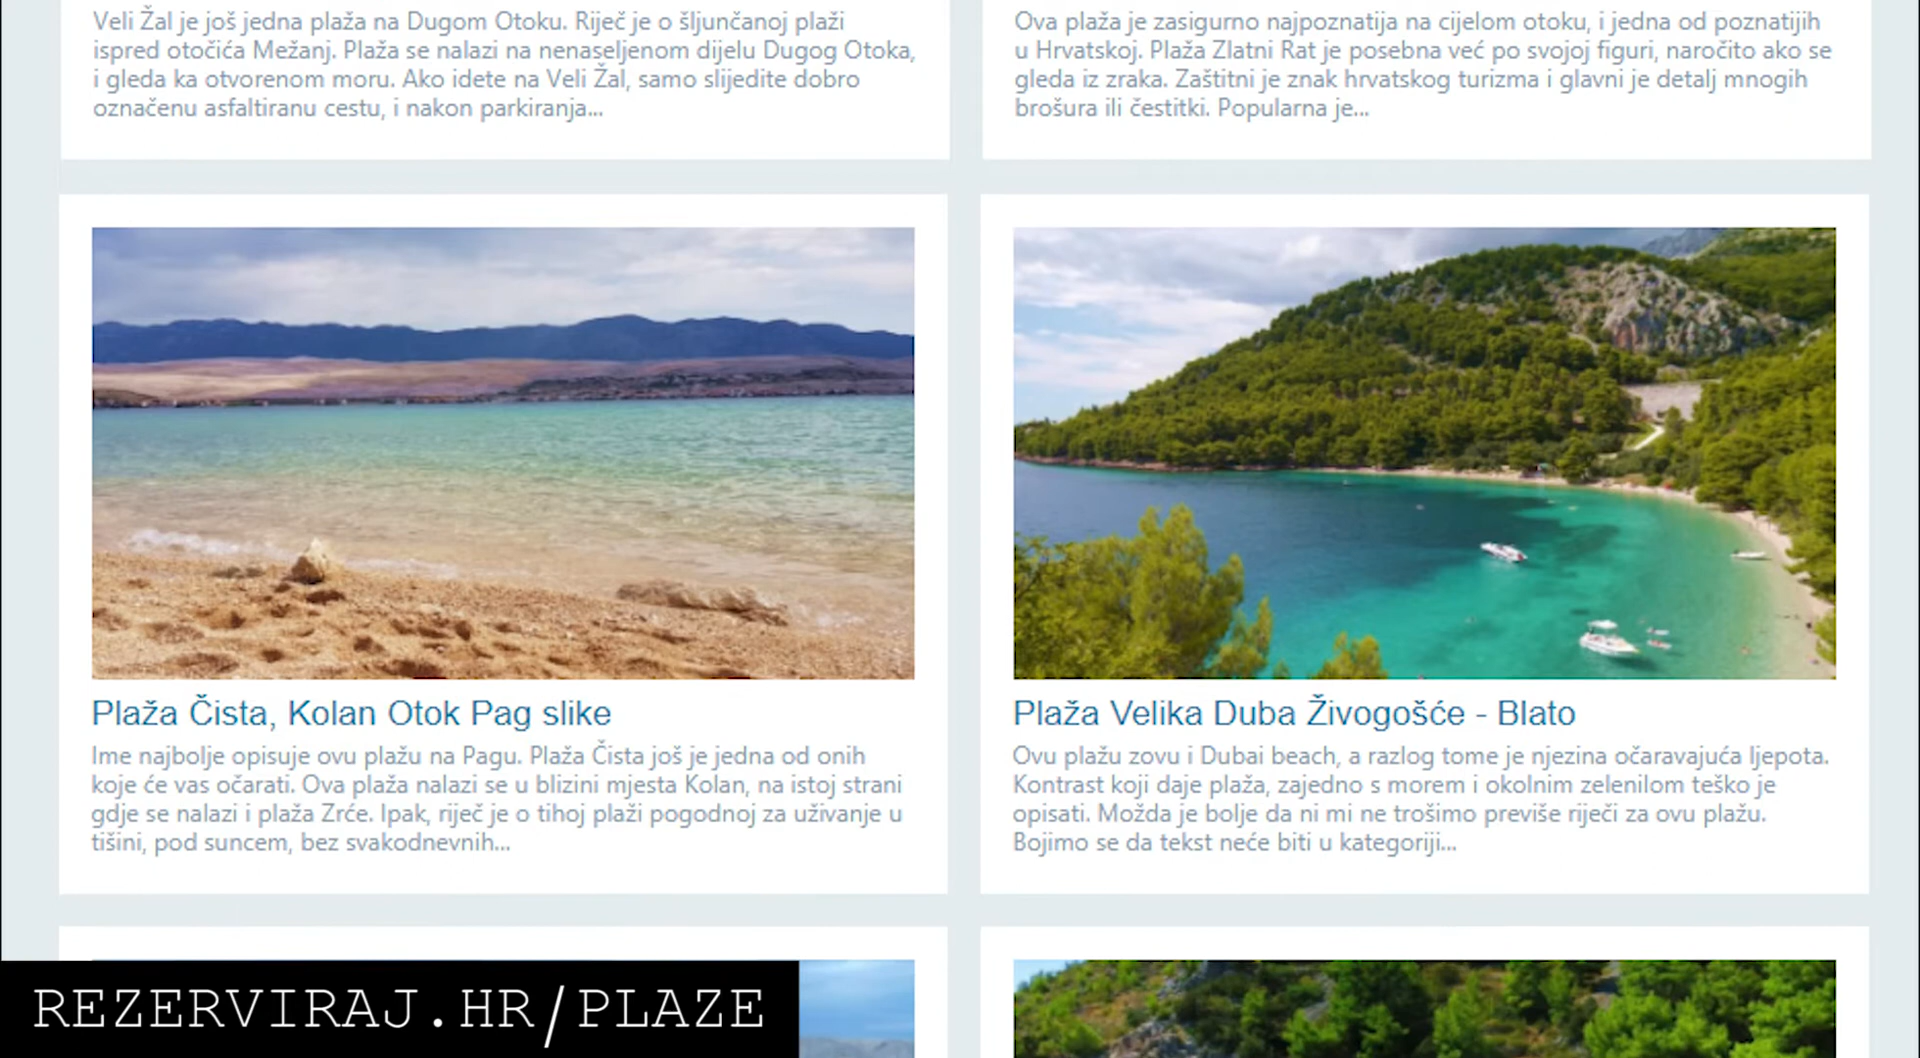 Veli Žal je još jedna plaža na Dugom Otoku. Riječ je o šljunčanoj plaži
ispred otočića Mežanj. Plaža se nalazi na nenaseljenom dijelu Dugog Otoka,
i gleda ka otvorenom moru. Ako idete na Veli Žal, samo slijedite dobro
označenu asfaltiranu cestu, i nakon parkiranja...
Ova plaža je zasigurno najpoznatija na cijelom otoku, i jedna od poznatijih
u Hrvatskoj. Plaža Zlatni Rat je posebna već po svojoj figuri, naročito ako se
gleda iz zraka. Zaštitni je znak hrvatskog turizma i glavni je detalj mnogih
brošura ili čestitki. Popularna je...
Plaža Čista, Kolan Otok Pag slike
Ime najbolje opisuje ovu plažu na Pagu. Plaža Čista još je jedna od onih
koje će vas očarati. Ova plaža nalazi se u blizini mjesta Kolan, na istoj strani
gdje se nalazi i plaža Zrće. Ipak, riječ je o tihoj plaži pogodnoj za uživanje u
tišini, pod suncem, bez svakodnevnih...
Plaža Velika Duba Živogošće - Blato
Ovu plažu zovu i Dubai beach, a razlog tome je njezina očaravajuća ljepota.
Kontrast koji daje plaža, zajedno s morem i okolnim zelenilom teško je
opisati. Možda je bolje da ni mi ne trošimo previše riječi za ovu plažu.
Bojimo se da tekst neće biti u kategoriji...
REZERVIRAJ.HR/PLAZE